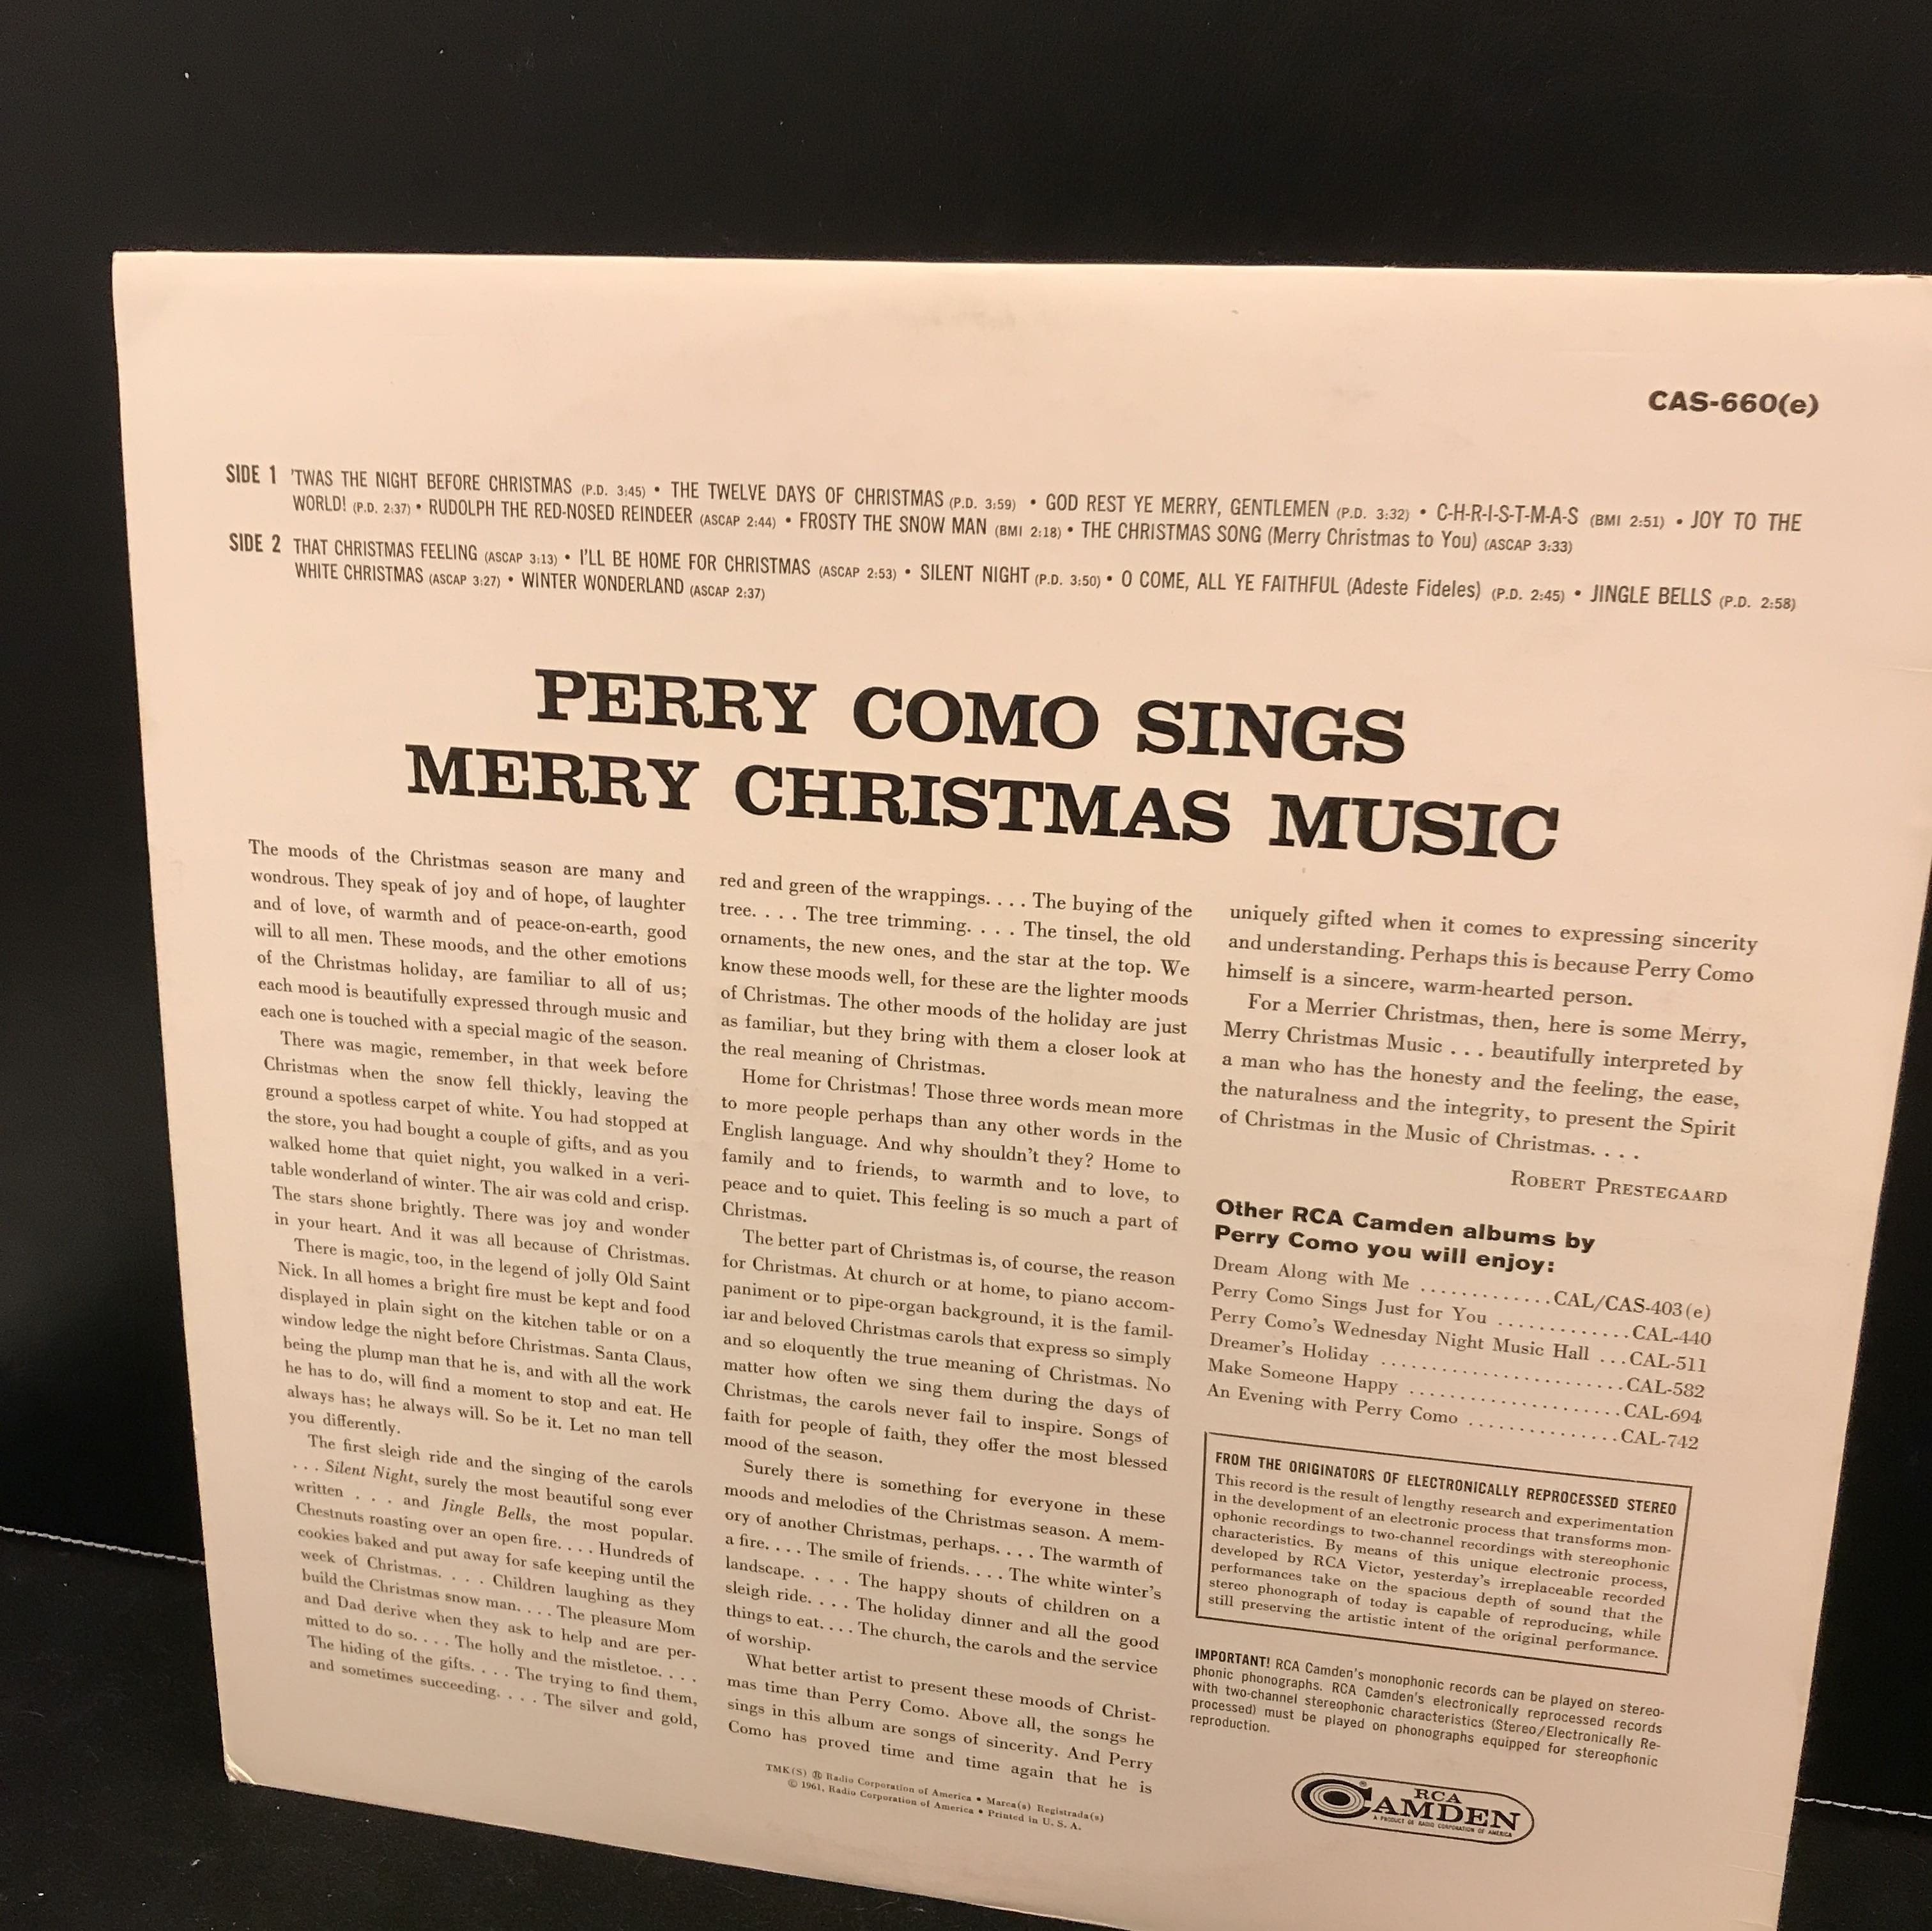 CAS-660(e)
SIDE 1 'TWAS THE NIGHT BEFORE CHRISTMAS (P.D. 3:45) • THE TWELVE DAYS OF CHRISTMAS (P.D. 3:59) • GOD REST YE MERRY, GENTLEMEN (P.D. 3:32) • C-H-R-I-S-T-M-A-S (BMI 2:51) • JOY TO THE
WORLD! (P.D. 2:37) • RUDOLPH THE RED-NOSED REINDEER (ASCAP 2:44) • FROSTY THE SNOW MAN (BMI 2:18) • THE CHRISTMAS SONG (Merry Christmas to You) (ASCAP 3:33)
SIDE 2 THAT CHRISTMAS FEELING (ASCAP 3:13) • I'LL BE HOME FOR CHRISTMAS (ASCAP 2:53) • SILENT NIGHT (P.D. 3:50) • O COME, ALL YE FAITHFUL (Adeste Fideles) (P.D. 2:45) • JINGLE BELLS (P.D. 2:58)
WHITE CHRISTMAS (ASCAP 3:27) • WINTER WONDERLAND (ASCAP 2:37)
PERRY COMO SINGS
MERRY CHRISTMAS MUSIC
The moods of the Christmas season are many and
wondrous. They speak of joy and of hope, of laughter
and of love, of warmth and of peace-on-earth, good
will to all men. These moods, and the other emotions
of the Christmas holiday, are familiar to all of us;
each mood is beautifully expressed through music and
each one is touched with a special magic of the season.
There was magic, remember, in that week before
Christmas when the snow fell thickly, leaving the
ground a spotless carpet of white. You had stopped at
the store, you had bought a couple of gifts, and as you
walked home that quiet night, you walked in a veri-
table wonderland of winter. The air was cold and crisp.
The stars shone brightly. There was joy and wonder
in your heart. And it was all because of Christmas.
There is magic, too, in the legend of jolly Old Saint
Nick. In all homes a bright fire must be kept and food
displayed in plain sight on the kitchen table or on a
window ledge the night before Christmas. Santa Claus,
being the plump man that he is, and with all the work
he has to do, will find a moment to stop and eat. He
always has; he always will. So be it. Let no man tell
you differently.
The first sleigh ride and the singing of the carols
. . . Silent Night, surely the most beautiful song ever
written . . . and Jingle Bells, the most popular.
Chestnuts roasting over an open fire. . . . Hundreds of
cookies baked and put away for safe keeping until the
week of Christmas. . . . Children laughing as they
build the Christmas snow man. . . . The pleasure Mom
and Dad derive when they ask to help and are per-
mitted to do so. . . . The holly and the mistletoe. . . .
The hiding of the gifts. . . . The trying to find them,
and sometimes succeeding. . . . The silver and gold,
red and green of the wrappings. . . . The buying of the
tree. . . . The tree trimming. . . . The tinsel, the old
ornaments, the new ones, and the star at the top. We
know these moods well, for these are the lighter moods
of Christmas. The other moods of the holiday are just
as familiar, but they bring with them a closer look at
the real meaning of Christmas.
Home for Christmas! Those three words mean more
to more people perhaps than any other words in the
English language. And why shouldn't they? Home to
family and to friends, to warmth and to love, to
peace and to quiet. This feeling is so much a part of
Christmas.
The better part of Christmas is, of course, the reason
for Christmas. At church or at home, to piano accom-
paniment or to pipe-organ background, it is the famil-
iar and beloved Christmas carols that express so simply
and so eloquently the true meaning of Christmas. No
matter how often we sing them during the days of
Christmas, the carols never fail to inspire. Songs of
faith for people of faith, they offer the most blessed
mood of the season.
Surely there is something for everyone in these
moods and melodies of the Christmas season. A mem-
ory of another Christmas, perhaps. . . . The warmth of
a fire. . . . The smile of friends. . . . The white winter's
landscape. . . . The happy shouts of children on a
sleigh ride. . . . The holiday dinner and all the good
things to eat. . . . The church, the carols and the service
of worship.
What better artist to present these moods of Christ-
mas time than Perry Como. Above all, the songs he
sings in this album are songs of sincerity. And Perry
Como has proved time and time again that he is
uniquely gifted when it comes to expressing sincerity
and understanding. Perhaps this is because Perry Como
himself is a sincere, warm-hearted person.
For a Merrier Christmas, then, here is some Merry,
Merry Christmas Music . . . beautifully interpreted by
a man who has the honesty and the feeling, the ease,
the naturalness and the integrity, to present the Spirit
of Christmas in the Music of Christmas. . . .
ROBERT PRESTEGAARD
Other RCA Camden albums by
Perry Como you will enjoy:
Dream Along with Me .............CAL/CAS-403(e)
Perry Como Sings Just for You .............CAL-440
Perry Como's Wednesday Night Music Hall ...CAL-511
Dreamer's Holiday ........................CAL-582
Make Someone Happy .....................CAL-694
An Evening with Perry Como ...............CAL-742
FROM THE ORIGINATORS OF ELECTRONICALLY REPROCESSED STEREO
This record is the result of lengthy research and experimentation
in the development of an electronic process that transforms mon-
ophonic recordings to two-channel recordings with stereophonic
characteristics. By means of this unique electronic process,
developed by RCA Victor, yesterday's irreplaceable recorded
performances take on the spacious depth of sound that the
stereo phonograph of today is capable of reproducing, while
still preserving the artistic intent of the original performance.
IMPORTANT! RCA Camden's monophonic records can be played on stereo-
phonic phonographs. RCA Camden's electronically reprocessed records
with two-channel stereophonic characteristics (Stereo/Electronically Re-
processed) must be played on phonographs equipped for stereophonic
reproduction.
TMK(S) ® Radio Corporation of America • Marca(s) Registrada(s)
© 1961, Radio Corporation of America • Printed in U. S. A.
RCA
CAMDEN
A PRODUCT OF RADIO CORPORATION OF AMERICA